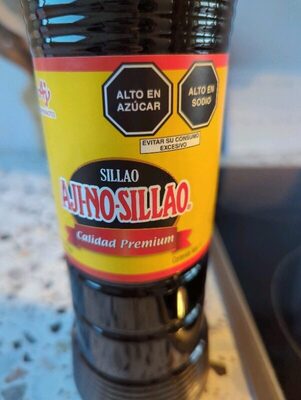 ALTO EN
AZÚCAR
ALTO EN
SODIO
EVITAR SU CONSUMO
EXCESIVO
SILLAO
AJI-NO-SILLAO
Calidad Premium